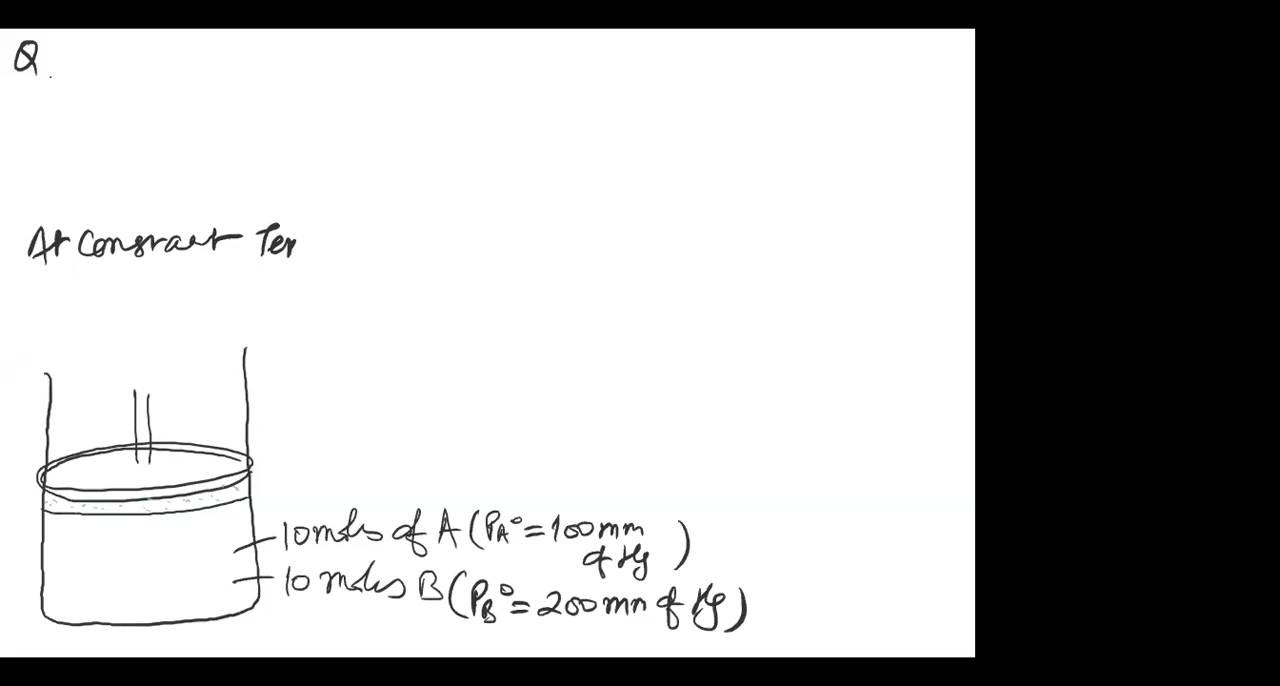 Q.
At Constant Tem
10 moles of A (PA° = 100 mm
of Hg)
10 moles B (PB° = 200 mm of Hg)